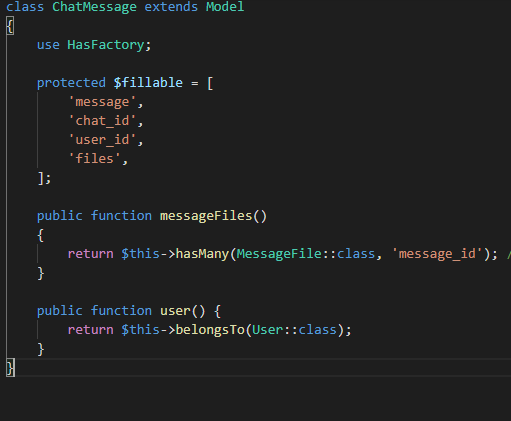 class ChatMessage extends Model
{
    use HasFactory;
    protected $fillable = [
        'message',
        'chat_id',
        'user_id',
        'files',
    ];
    public function messageFiles()
    {
        return $this->hasMany(MessageFile::class, 'message_id'); /
    }
    public function user() {
        return $this->belongsTo(User::class);
    }
}